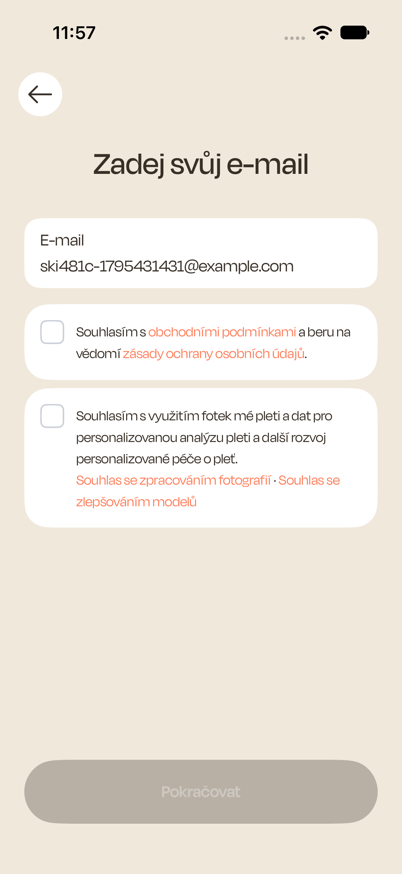 11:57
Zadej svůj e-mail
E-mail
ski481c-1795431431@example.com
Souhlasím s obchodními podmínkami a beru na
vědomí zásady ochrany osobních údajů.
Souhlasím s využitím fotek mé pleti a dat pro
personalizovanou analýzu pleti a další rozvoj
personalizované péče o pleť.
Souhlas se zpracováním fotografií · Souhlas se
zlepšováním modelů
Pokračovat